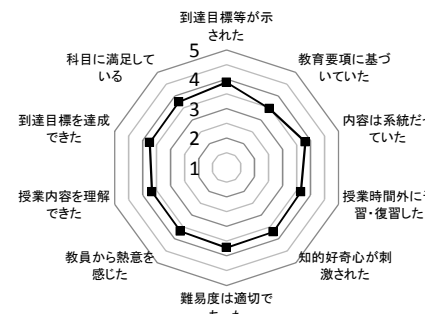 到達目標等が示
された
教育要項に基づ
いていた
内容は系統だっ
ていた
授業時間外に
習・復習した
知的好奇心が刺
激された
難易度は適切で
教員から熱意を
感じた
授業内容を理解
できた
到達目標を達成
できた
科目に満足して
いる
5
4
3
2
1